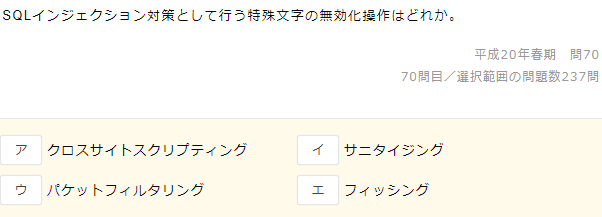 SQLインジェクション対策として行う特殊文字の無効化操作はどれか。
平成20年春期　問70
70問目／選択範囲の問題数237問
ア クロスサイトスクリプティング イ サニタイジング
ウ パケットフィルタリング エ フィッシング